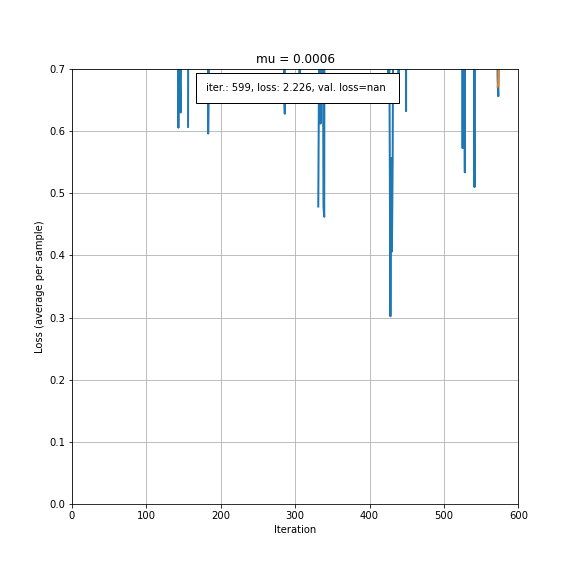 mu = 0.0006
iter.: 599, loss: 2.226, val. loss=nan
Loss (average per sample)
0.7
0.6
0.5
0.4
0.3
0.2
0.1
0.0
0 100 200 300 400 500 600
Iteration